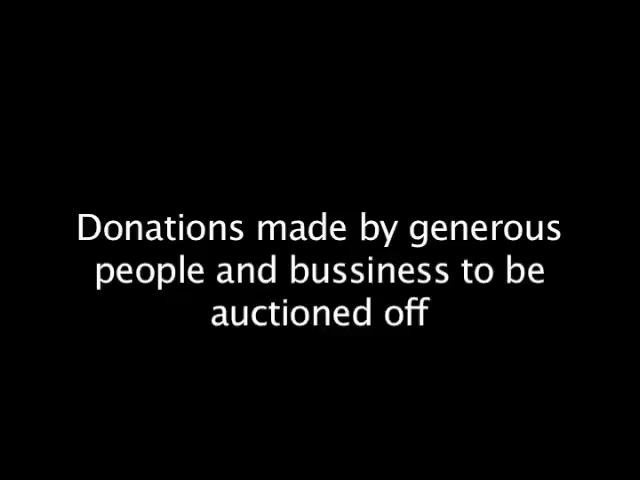 Donations made by generous
people and bussiness to be
auctioned off